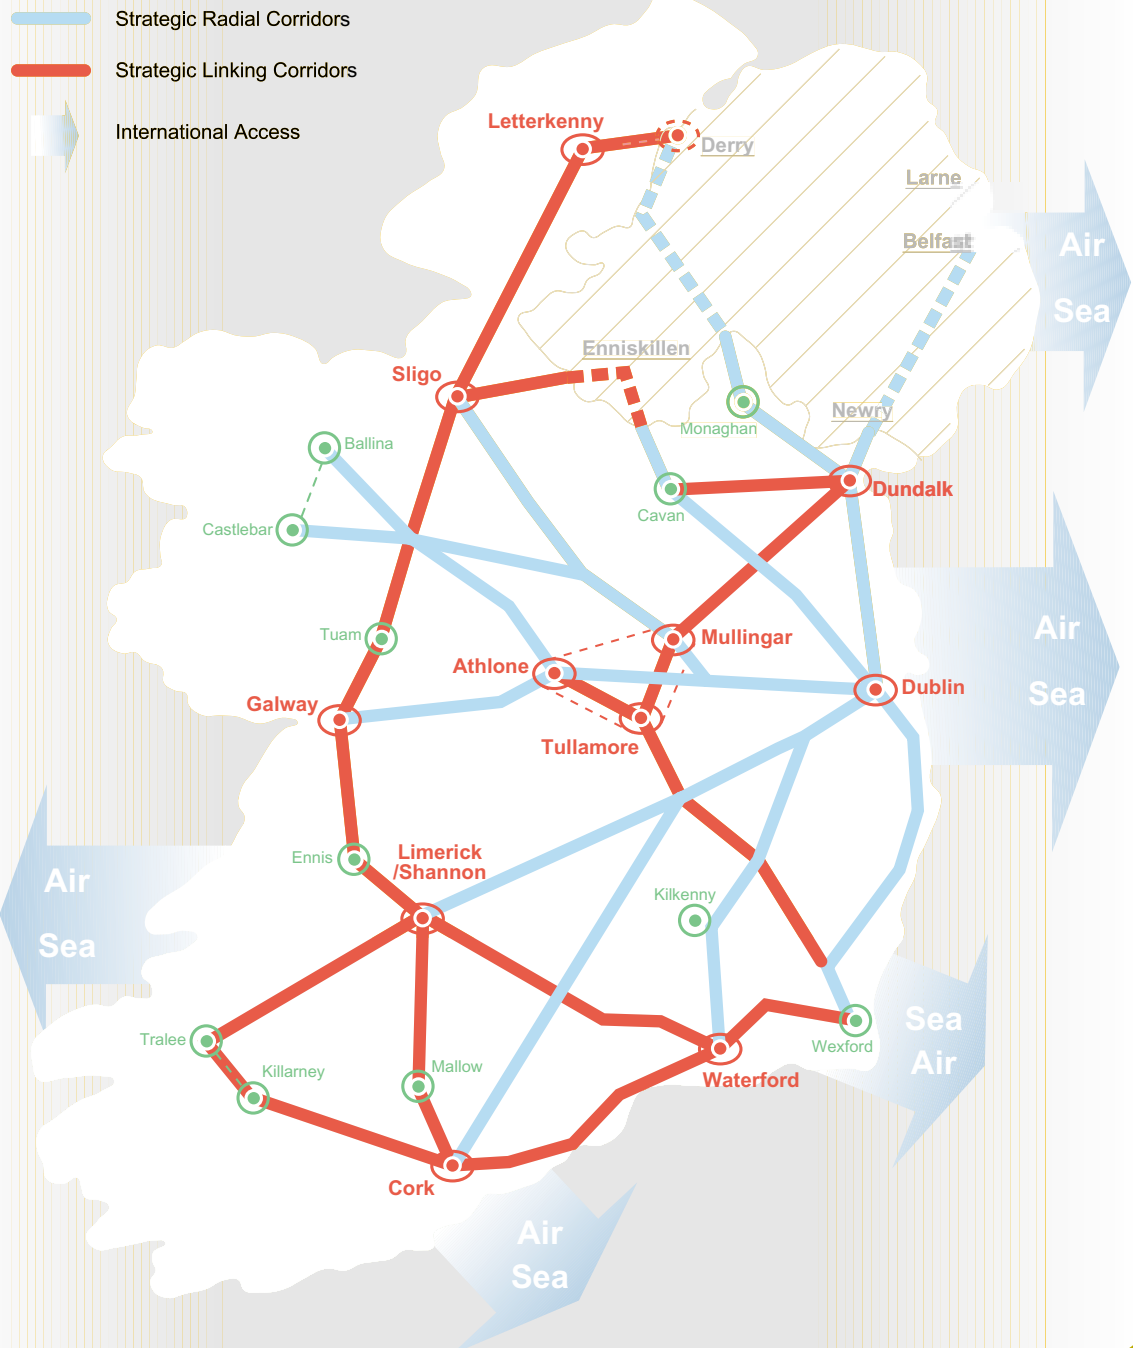 Strategic Radial Corridors
Strategic Linking Corridors
International Access
Letterkenny
Derry
Larne
Belfast
Air
Sea
Enniskillen
Sligo
Newry
Monaghan
Ballina
Dundalk
Cavan
Castlebar
Tuam
Mullingar
Air
Athlone
Dublin
Sea
Galway
Tullamore
Ennis
Limerick
/Shannon
Air
Kilkenny
Sea
Sea
Tralee
Wexford
Air
Killarney
Mallow
Waterford
Cork
Air
Sea